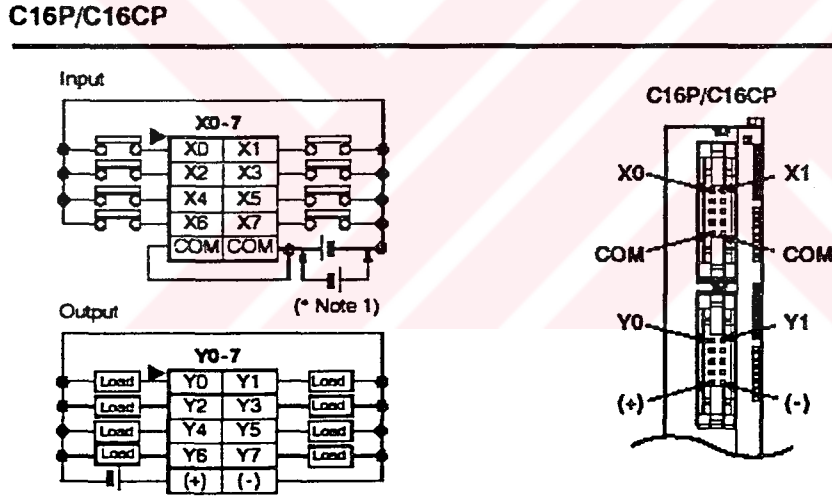 C16P/C16CP
Input
X0-7
X0 X1
X2 X3
X4 X5
X6 X7
COM COM
(* Note 1)
Output
Y0-7
Load Y0 Y1 Load
Load Y2 Y3 Load
Load Y4 Y5 Load
Load Y6 Y7 Load
(+) (-)
C16P/C16CP
X0 X1
COM COM
Y0 Y1
(+) (-)